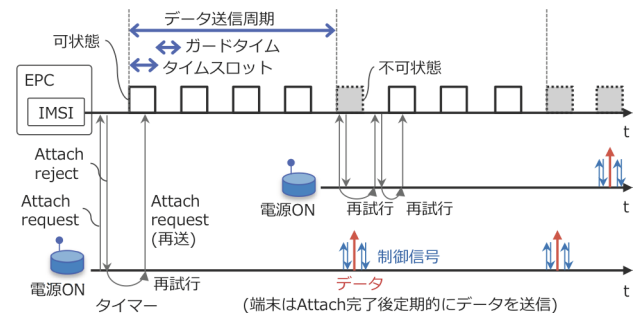 データ送信周期
可状態
ガードタイム
タイムスロット
不可状態
EPC
IMSI
t
Attach
reject
Attach
request
Attach
request
(再送)
電源ON
再試行
再試行
t
制御信号
データ
電源ON
タイマー
再試行
(端末はAttach完了後定期的にデータを送信)
t